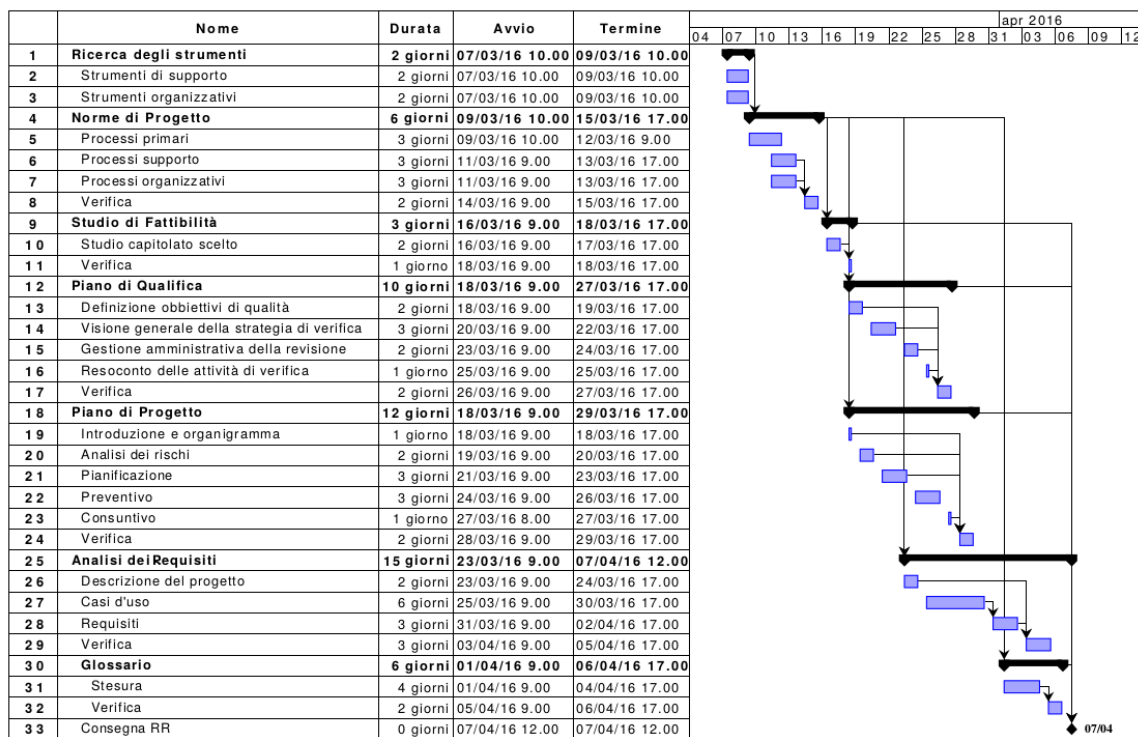 apr 2016
Nome Durata Avvio Termine 04 07 10 13 16 19 22 25 28 31 03 06 09 12
1 Ricerca degli strumenti 2 giorni 07/03/16 10.00 09/03/16 10.00
2 Strumenti di supporto 2 giorni 07/03/16 10.00 09/03/16 10.00
3 Strumenti organizzativi 2 giorni 07/03/16 10.00 09/03/16 10.00
4 Norme di Progetto 6 giorni 09/03/16 10.00 15/03/16 17.00
5 Processi primari 3 giorni 09/03/16 10.00 12/03/16 9.00
6 Processi supporto 3 giorni 11/03/16 9.00 13/03/16 17.00
7 Processi organizzativi 3 giorni 11/03/16 9.00 13/03/16 17.00
8 Verifica 2 giorni 14/03/16 9.00 15/03/16 17.00
9 Studio di Fattibilità 3 giorni 16/03/16 9.00 18/03/16 17.00
10 Studio capitolato scelto 2 giorni 16/03/16 9.00 17/03/16 17.00
11 Verifica 1 giorno 18/03/16 9.00 18/03/16 17.00
12 Piano di Qualifica 10 giorni 18/03/16 9.00 27/03/16 17.00
13 Definizione obbiettivi di qualità 2 giorni 18/03/16 9.00 19/03/16 17.00
14 Visione generale della strategia di verifica 3 giorni 20/03/16 9.00 22/03/16 17.00
15 Gestione amministrativa della revisione 2 giorni 23/03/16 9.00 24/03/16 17.00
16 Resoconto delle attività di verifica 1 giorno 25/03/16 9.00 25/03/16 17.00
17 Verifica 2 giorni 26/03/16 9.00 27/03/16 17.00
18 Piano di Progetto 12 giorni 18/03/16 9.00 29/03/16 17.00
19 Introduzione e organigramma 1 giorno 18/03/16 9.00 18/03/16 17.00
20 Analisi dei rischi 2 giorni 19/03/16 9.00 20/03/16 17.00
21 Pianificazione 3 giorni 21/03/16 9.00 23/03/16 17.00
22 Preventivo 3 giorni 24/03/16 9.00 26/03/16 17.00
23 Consuntivo 1 giorno 27/03/16 8.00 27/03/16 17.00
24 Verifica 2 giorni 28/03/16 9.00 29/03/16 17.00
25 Analisi dei Requisiti 15 giorni 23/03/16 9.00 07/04/16 12.00
26 Descrizione del progetto 2 giorni 23/03/16 9.00 24/03/16 17.00
27 Casi d'uso 6 giorni 25/03/16 9.00 30/03/16 17.00
28 Requisiti 3 giorni 31/03/16 9.00 02/04/16 17.00
29 Verifica 3 giorni 03/04/16 9.00 05/04/16 17.00
30 Glossario 6 giorni 01/04/16 9.00 06/04/16 17.00
31 Stesura 4 giorni 01/04/16 9.00 04/04/16 17.00
32 Verifica 2 giorni 05/04/16 9.00 06/04/16 17.00
33 Consegna RR 0 giorni 07/04/16 12.00 07/04/16 12.00 07/04